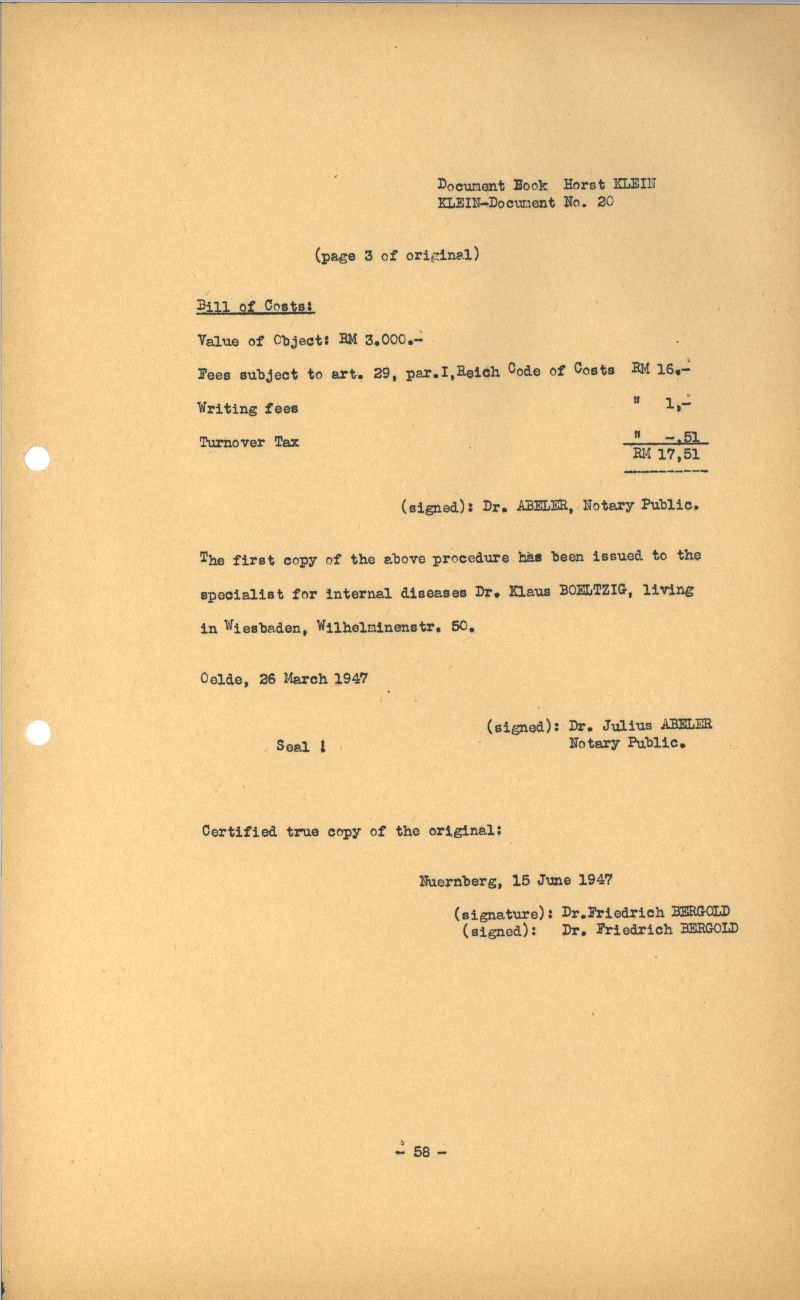 Document Book Horst KLEIN
KLEIN-Document No. 20
(page 3 of original)
Bill of Costs:
Value of Object: RM 3.000.-
Fees subject to art. 29, par.I,Reich Code of Costs RM 16.-
Writing fees " 1,-
Turnover Tax " -.51
RM 17,51
(signed): Dr. ABELER, Notary Public.
The first copy of the above procedure has been issued to the
specialist for internal diseases Dr. Klaus BOELTZIG, living
in Wiesbaden, Wilhelminenstr. 50.
Oelde, 26 March 1947
(signed): Dr. Julius ABELER
Seal ! Notary Public.
Certified true copy of the original:
Nuernberg, 15 June 1947
(signature): Dr.Friedrich BERGOLD
(signed): Dr. Friedrich BERGOLD
- 58 -